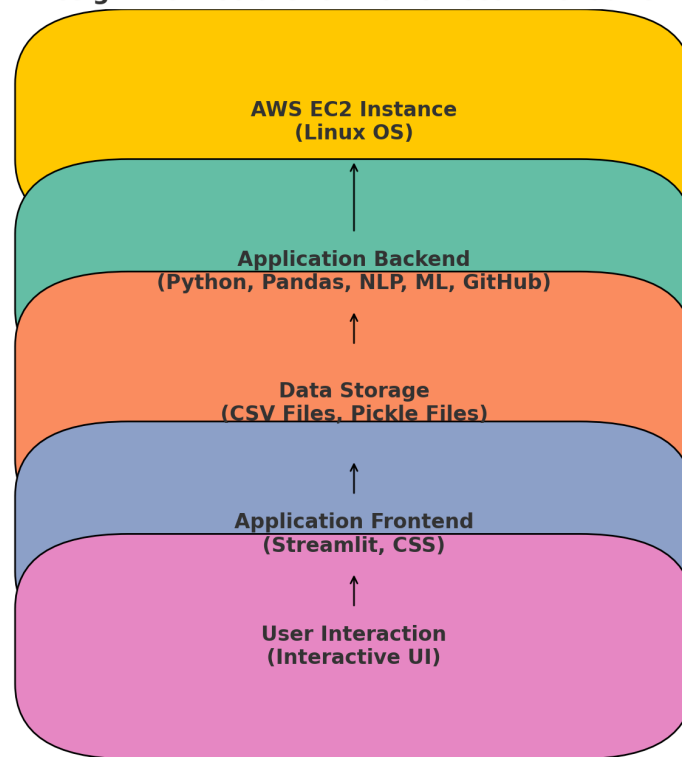 AWS EC2 Instance
(Linux OS)
Application Backend
(Python, Pandas, NLP, ML, GitHub)
Data Storage
(CSV Files, Pickle Files)
Application Frontend
(Streamlit, CSS)
User Interaction
(Interactive UI)